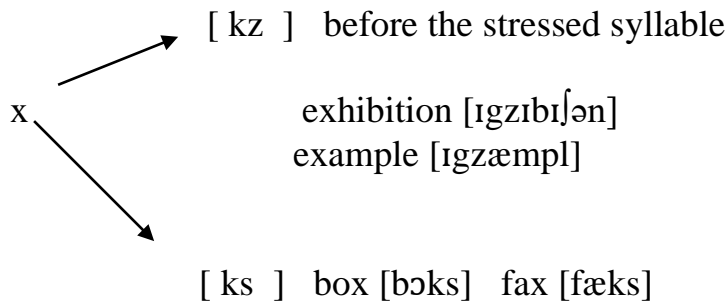 [ kz ] before the stressed syllable
x
exhibition [ɪgzɪbɪʃən]
example [ɪgzæmpl]
[ ks ] box [bɔks] fax [fæks]